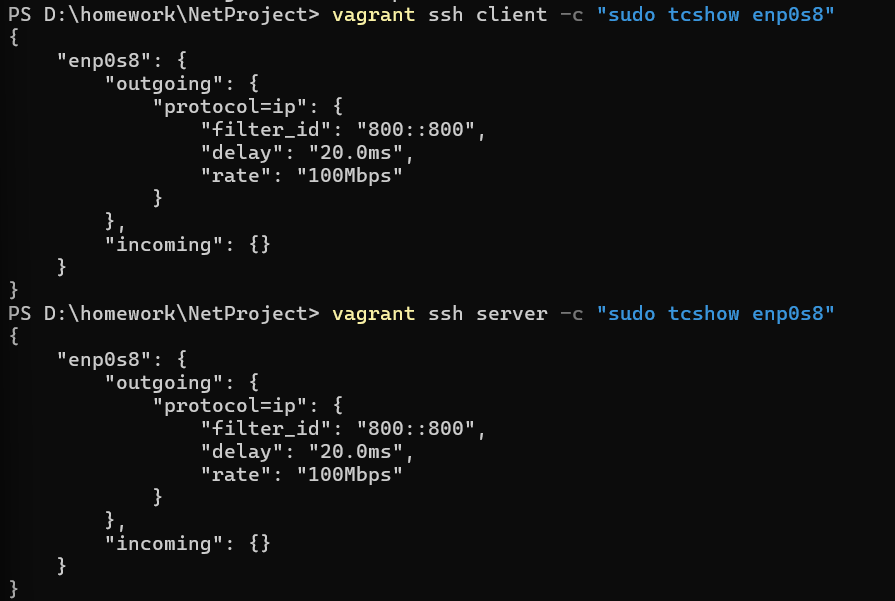 PS D:\homework\NetProject> vagrant ssh client -c "sudo tcshow enp0s8"
{
    "enp0s8": {
        "outgoing": {
            "protocol=ip": {
                "filter_id": "800::800",
                "delay": "20.0ms",
                "rate": "100Mbps"
            }
        },
        "incoming": {}
    }
}
PS D:\homework\NetProject> vagrant ssh server -c "sudo tcshow enp0s8"
{
    "enp0s8": {
        "outgoing": {
            "protocol=ip": {
                "filter_id": "800::800",
                "delay": "20.0ms",
                "rate": "100Mbps"
            }
        },
        "incoming": {}
    }
}